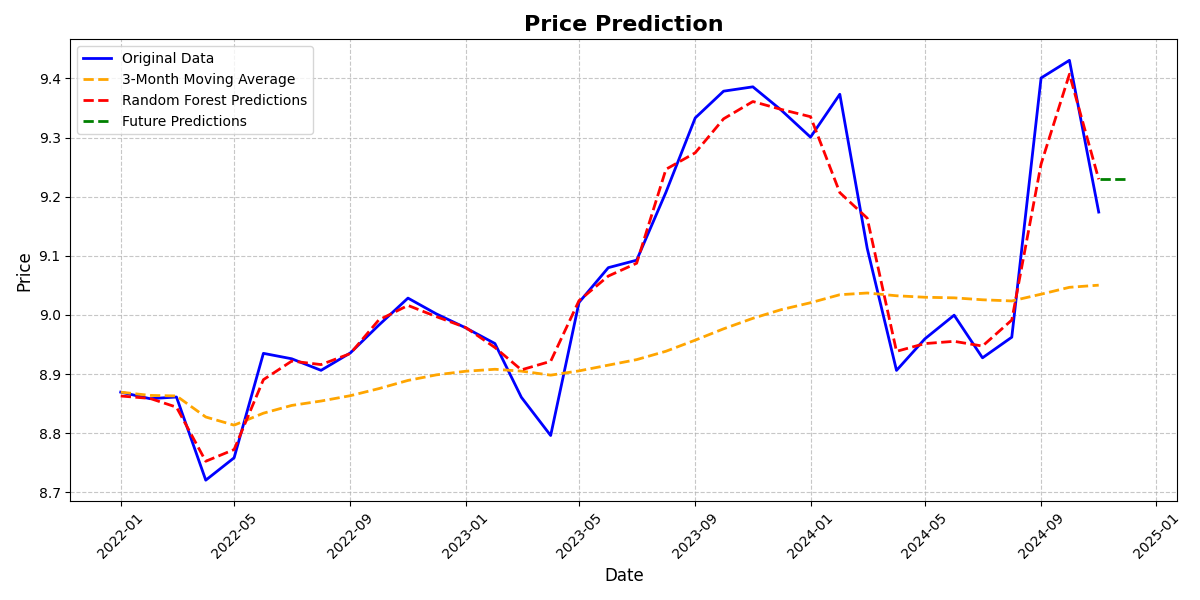 Price Prediction
Original Data
3-Month Moving Average
Random Forest Predictions
Future Predictions
9.4
9.3
9.2
9.1
9.0
8.9
8.8
8.7
Price
2022-01
2022-05
2022-09
2023-01
2023-05
2023-09
2024-01
2024-05
2024-09
2025-01
Date